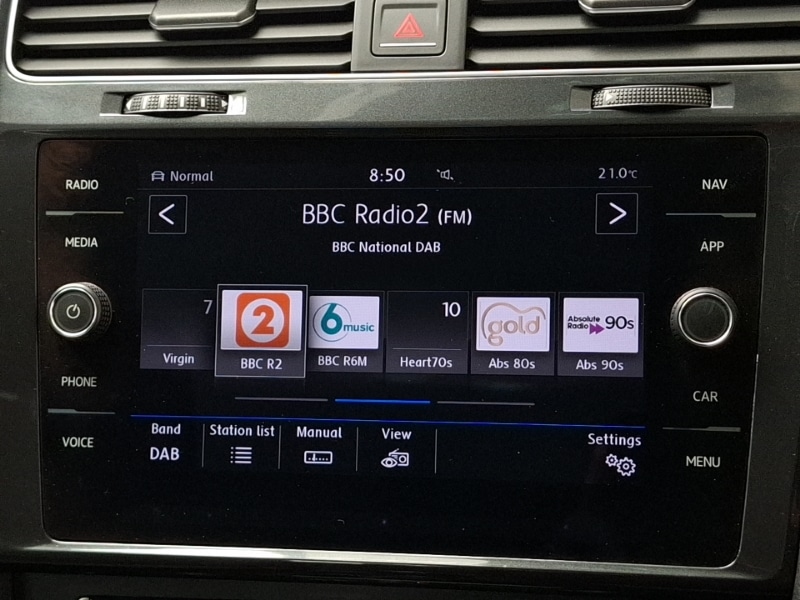 RADIO
MEDIA
PHONE
VOICE
NAV
APP
CAR
MENU
Normal
8:50
21.0°C
BBC Radio2 (FM)
BBC National DAB
7
Virgin
2
BBC R2
6 music
BBC R6M
10
Heart70s
gold
Abs 80s
Absolute
Radio 90s
Abs 90s
Band
DAB
Station list
Manual
View
Settings